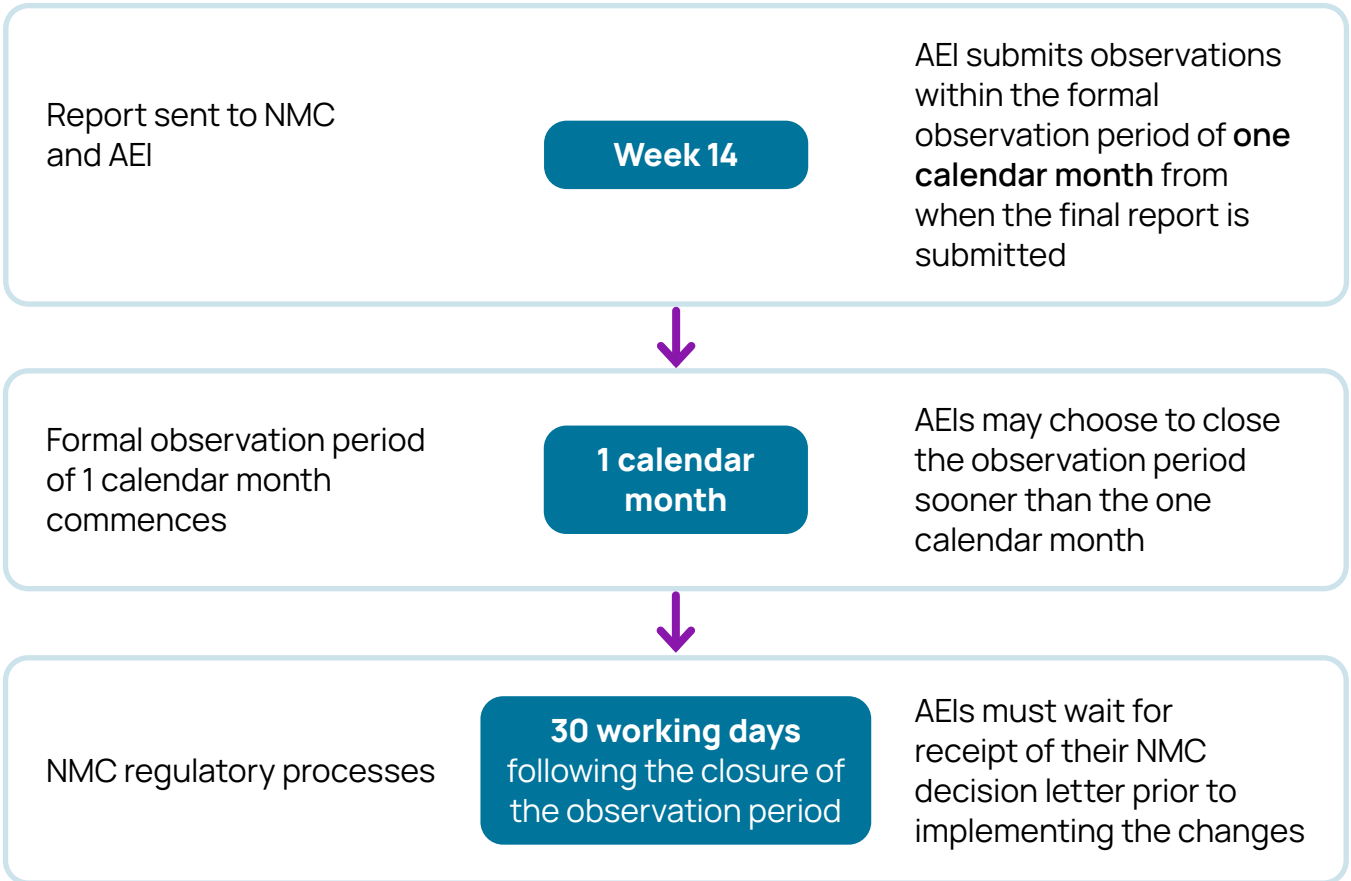 Report sent to NMC
and AEI
Week 14
AEI submits observations
within the formal
observation period of one
calendar month from
when the final report is
submitted
Formal observation period
of 1 calendar month
commences
1 calendar
month
AEIs may choose to close
the observation period
sooner than the one
calendar month
NMC regulatory processes
30 working days
following the closure of
the observation period
AEIs must wait for
receipt of their NMC
decision letter prior to
implementing the changes